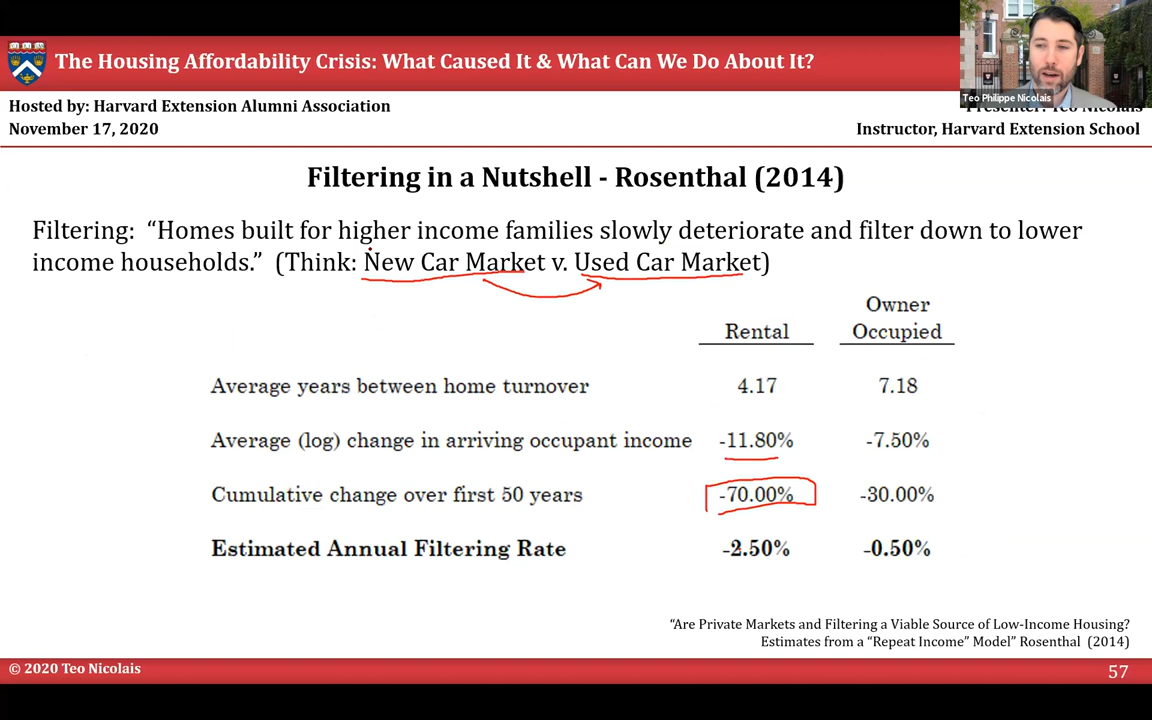 The Housing Affordability Crisis: What Caused It & What Can We Do About It?
Teo Philippe Nicolais
Hosted by: Harvard Extension Alumni Association
November 17, 2020
Instructor, Harvard Extension School
Filtering in a Nutshell - Rosenthal (2014)
Filtering: “Homes built for higher income families slowly deteriorate and filter down to lower
income households.” (Think: New Car Market v. Used Car Market)
Rental Owner Occupied
Average years between home turnover 4.17 7.18
Average (log) change in arriving occupant income -11.80% -7.50%
Cumulative change over first 50 years -70.00% -30.00%
Estimated Annual Filtering Rate -2.50% -0.50%
“Are Private Markets and Filtering a Viable Source of Low-Income Housing?
Estimates from a “Repeat Income” Model” Rosenthal (2014)
© 2020 Teo Nicolais
57